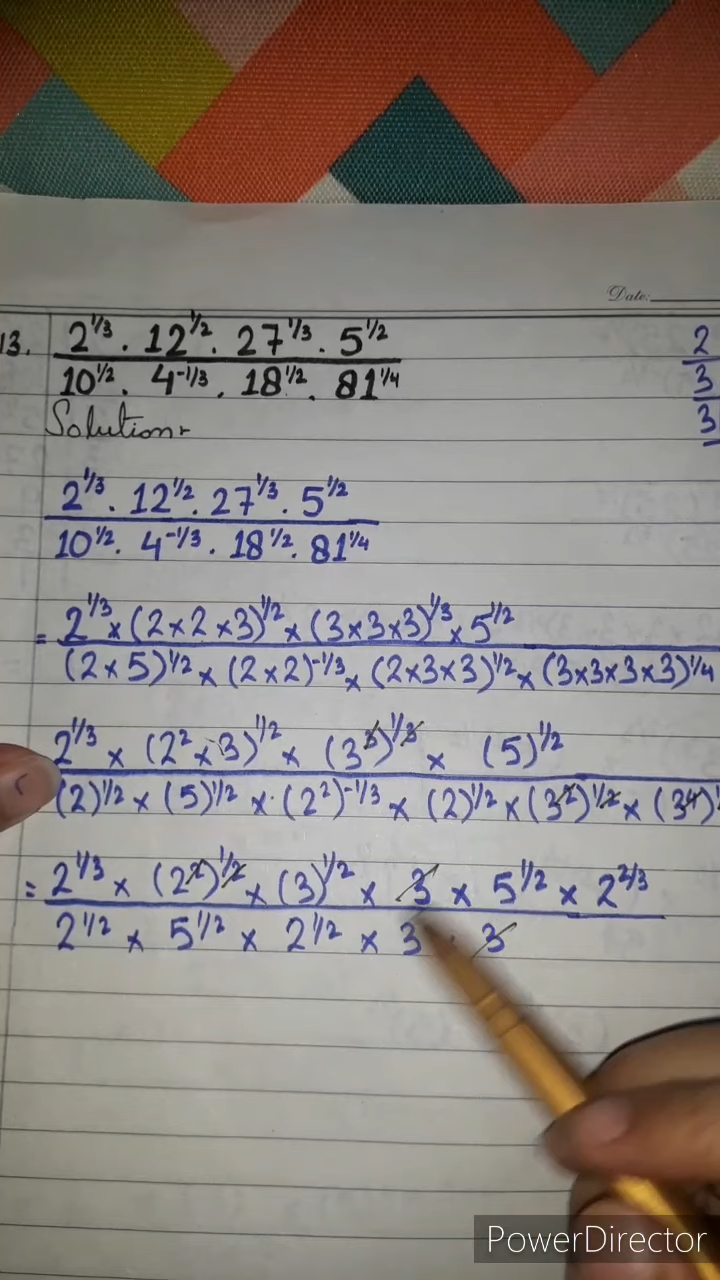 Date:
13. 2^1/3 . 12^1/2 . 27^1/3 . 5^1/2
10^1/2 . 4^-1/3 . 18^1/2 . 81^1/4
2
3
3
Solution:-
2^1/3 . 12^1/2 . 27^1/3 . 5^1/2
10^1/2 . 4^-1/3 . 18^1/2 . 81^1/4
= 2^1/3 × (2×2×3)^1/2 × (3×3×3)^1/3 × 5^1/2
(2×5)^1/2 × (2×2)^-1/3 × (2×3×3)^1/2 × (3×3×3×3)^1/4
2^1/3 × (2^2 × 3)^1/2 × (3^3)^1/3 × (5)^1/2
(2)^1/2 × (5)^1/2 × (2^2)^-1/3 × (2)^1/2 × (3^2)^1/2 × (3^4)
= 2^1/3 × (2^2)^1/2 × (3)^1/2 × 3 × 5^1/2 × 2^2/3
2^1/2 × 5^1/2 × 2^1/2 × 3 3
PowerDirector